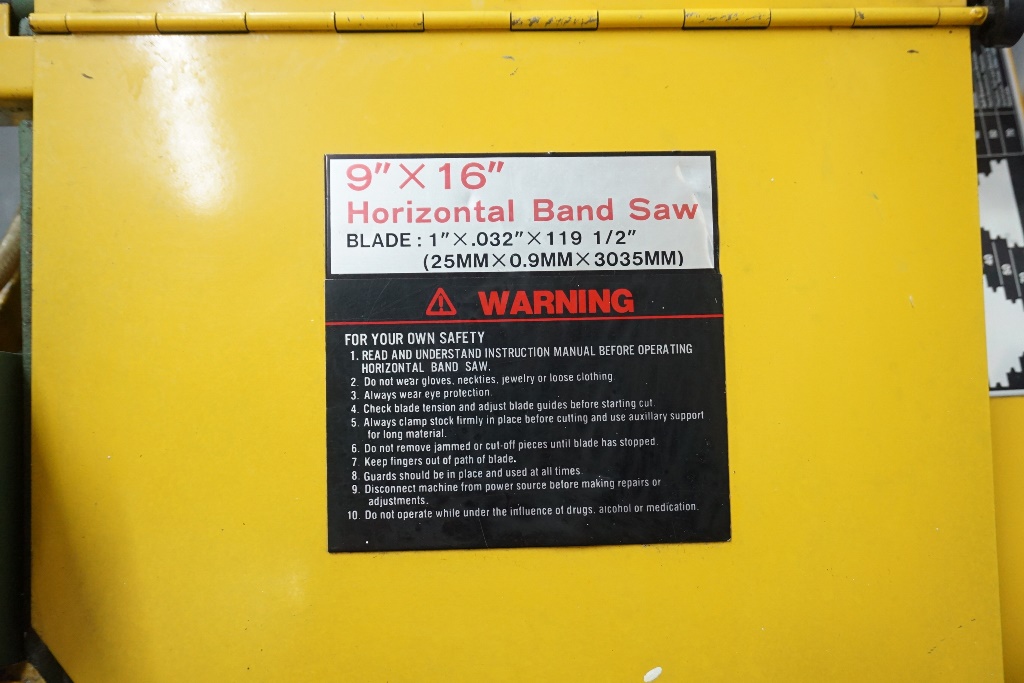 9″×16″
Horizontal Band Saw
BLADE : 1″×.032″×119 1/2″
(25MM×0.9MM×3035MM)
WARNING
FOR YOUR OWN SAFETY
1. READ AND UNDERSTAND INSTRUCTION MANUAL BEFORE OPERATING
HORIZONTAL BAND SAW.
2. Do not wear gloves, neckties, jewelry or loose clothing
3. Always wear eye protection.
4. Check blade tension and adjust blade guides before starting cut.
5. Always clamp stock firmly in place before cutting and use auxillary support
for long material.
6. Do not remove jammed or cut-off pieces until blade has stopped.
7. Keep fingers out of path of blade.
8. Guards should be in place and used at all times.
9. Disconnect machine from power source before making repairs or
adjustments.
10. Do not operate while under the influence of drugs, alcohol or medication.